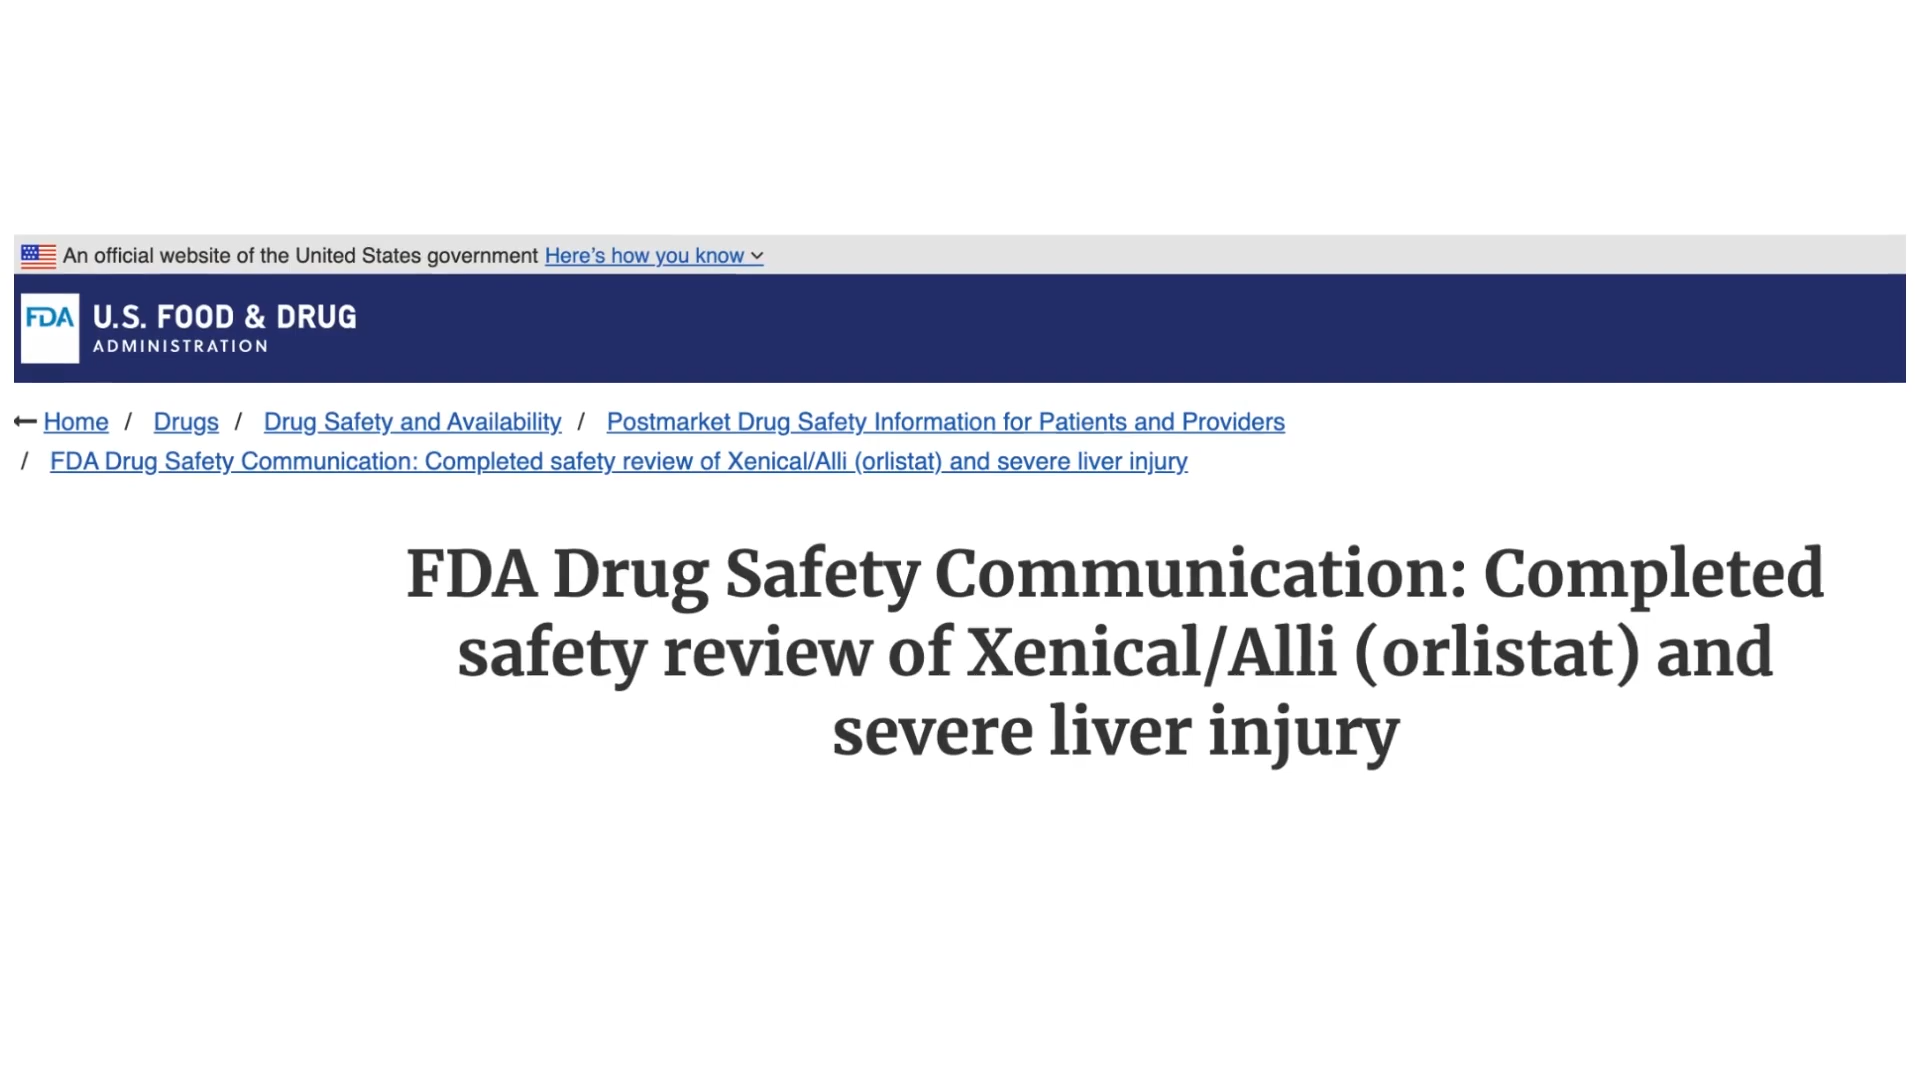 An official website of the United States government Here’s how you know
FDA U.S. FOOD & DRUG
ADMINISTRATION
Home / Drugs / Drug Safety and Availability / Postmarket Drug Safety Information for Patients and Providers
/ FDA Drug Safety Communication: Completed safety review of Xenical/Alli (orlistat) and severe liver injury
FDA Drug Safety Communication: Completed
safety review of Xenical/Alli (orlistat) and
severe liver injury